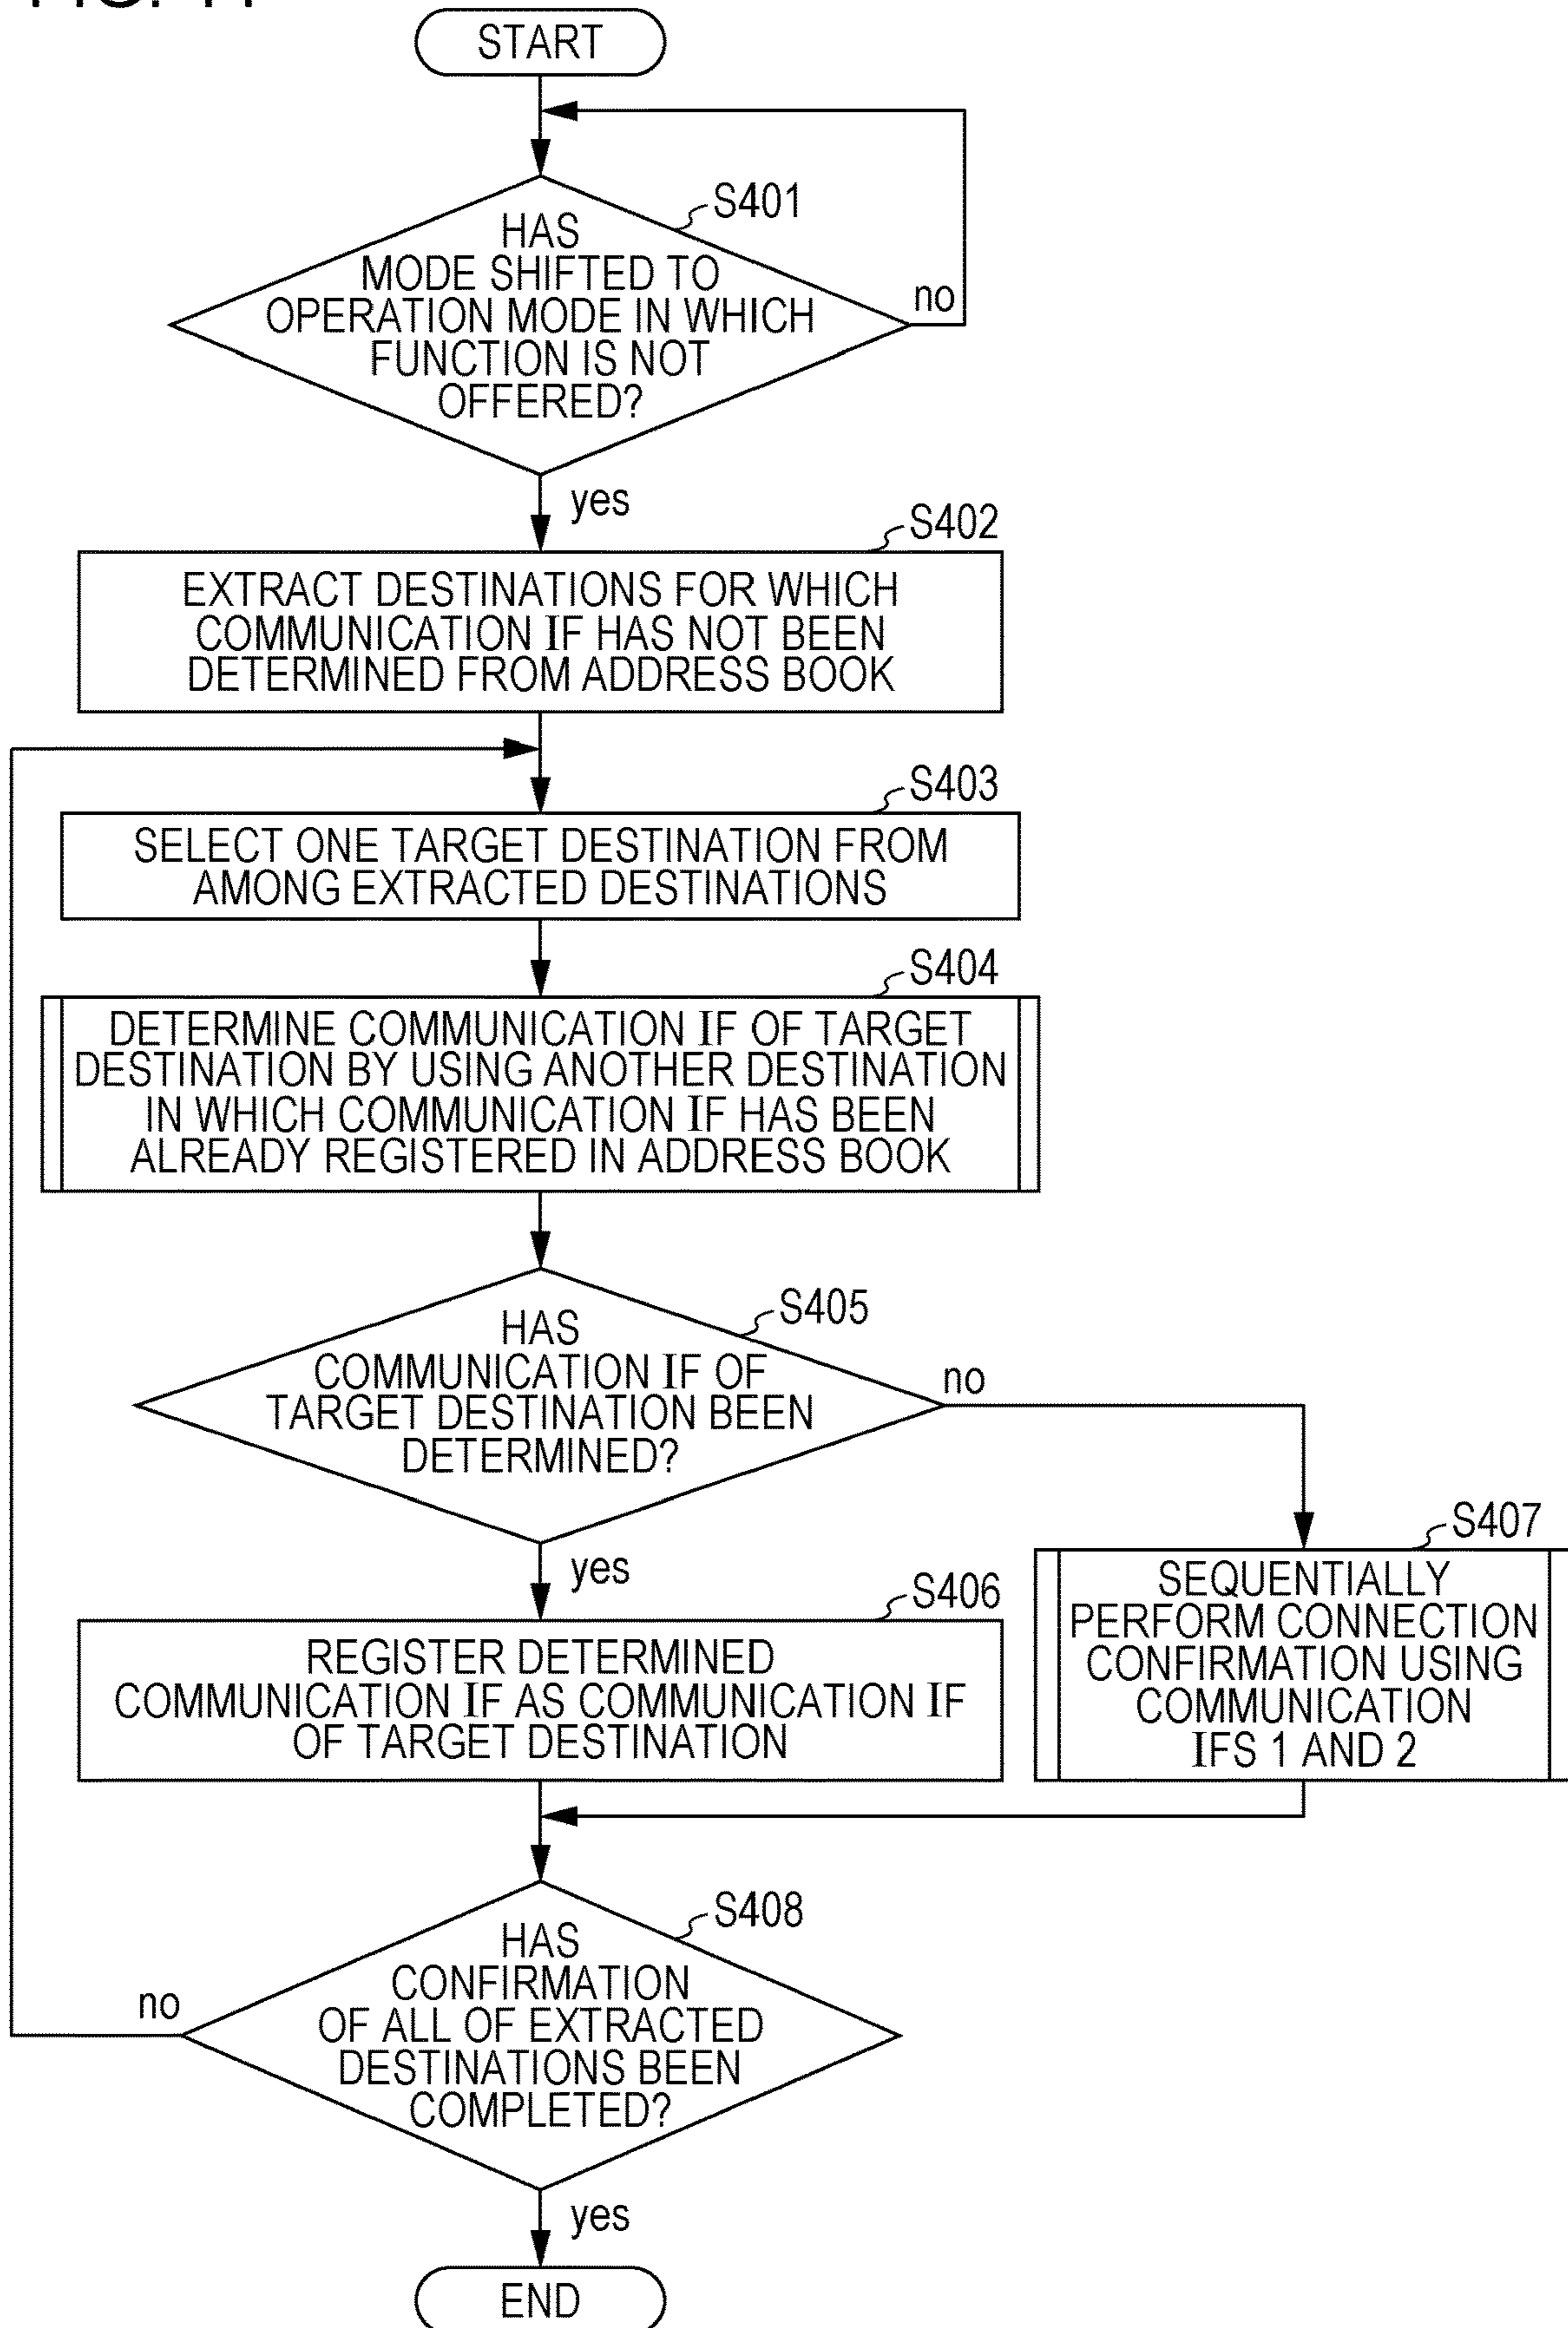 START
S401
HAS
MODE SHIFTED TO
OPERATION MODE IN WHICH
FUNCTION IS NOT
OFFERED?
no
yes
S402
EXTRACT DESTINATIONS FOR WHICH
COMMUNICATION IF HAS NOT BEEN
DETERMINED FROM ADDRESS BOOK
S403
SELECT ONE TARGET DESTINATION FROM
AMONG EXTRACTED DESTINATIONS
S404
DETERMINE COMMUNICATION IF OF TARGET
DESTINATION BY USING ANOTHER DESTINATION
IN WHICH COMMUNICATION IF HAS BEEN
ALREADY REGISTERED IN ADDRESS BOOK
S405
HAS
COMMUNICATION IF OF
TARGET DESTINATION BEEN
DETERMINED?
no
yes
S406
REGISTER DETERMINED
COMMUNICATION IF AS COMMUNICATION IF
OF TARGET DESTINATION
S407
SEQUENTIALLY
PERFORM CONNECTION
CONFIRMATION USING
COMMUNICATION
IFS 1 AND 2
S408
HAS
CONFIRMATION
OF ALL OF EXTRACTED
DESTINATIONS BEEN
COMPLETED?
no
yes
END